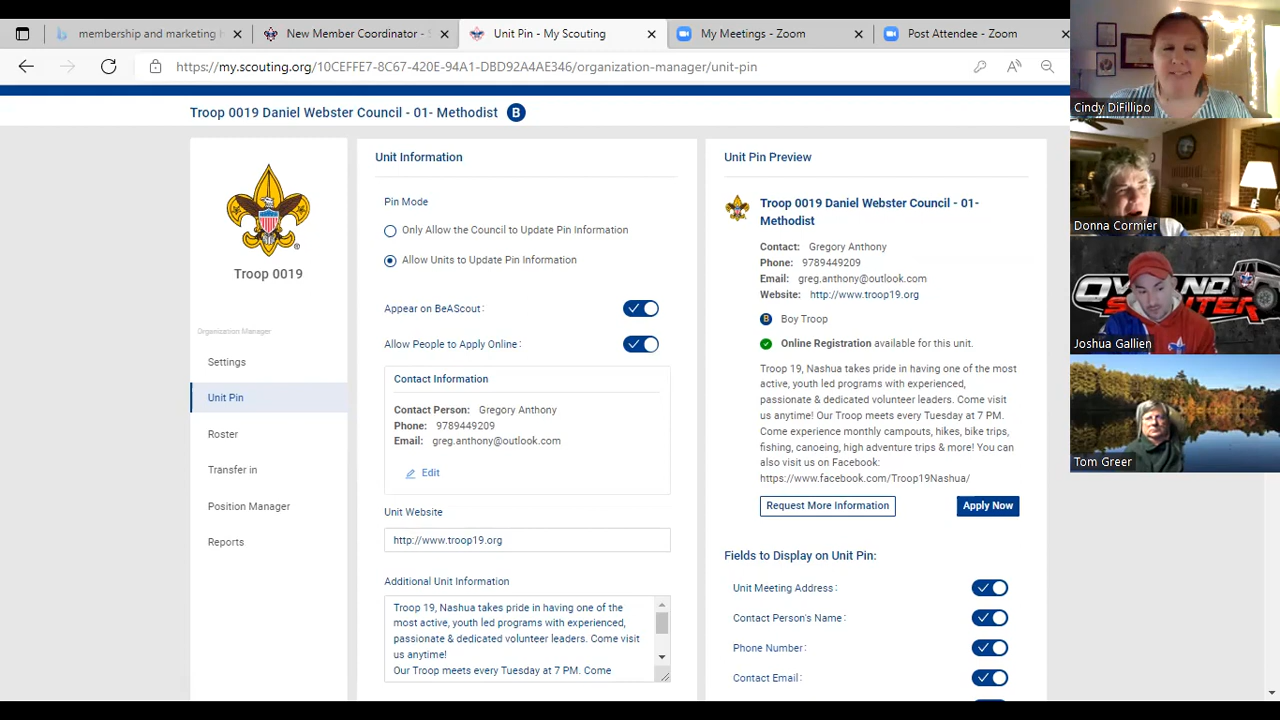 membership and marketing h
New Member Coordinator - S
Unit Pin - My Scouting
My Meetings - Zoom
Post Attendee - Zoom
https://my.scouting.org/10CEFFE7-8C67-420E-94A1-DBD92A4AE346/organization-manager/unit-pin
Troop 0019 Daniel Webster Council - 01- Methodist B
Troop 0019
Organization Manager
Settings
Unit Pin
Roster
Transfer in
Position Manager
Reports
Unit Information
Pin Mode
Only Allow the Council to Update Pin Information
Allow Units to Update Pin Information
Appear on BeAScout:
Allow People to Apply Online:
Contact Information
Contact Person: Gregory Anthony
Phone: 9789449209
Email: greg.anthony@outlook.com
Edit
Unit Website
http://www.troop19.org
Additional Unit Information
Troop 19, Nashua takes pride in having one of the
most active, youth led programs with experienced,
passionate & dedicated volunteer leaders. Come visit
us anytime!
Our Troop meets every Tuesday at 7 PM. Come
Unit Pin Preview
Troop 0019 Daniel Webster Council - 01-
Methodist
Contact: Gregory Anthony
Phone: 9789449209
Email: greg.anthony@outlook.com
Website: http://www.troop19.org
B Boy Troop
Online Registration available for this unit.
Troop 19, Nashua takes pride in having one of the most
active, youth led programs with experienced,
passionate & dedicated volunteer leaders. Come visit
us anytime! Our Troop meets every Tuesday at 7 PM.
Come experience monthly campouts, hikes, bike trips,
fishing, canoeing, high adventure trips & more! You can
also visit us on Facebook:
https://www.facebook.com/Troop19Nashua/
Request More Information
Apply Now
Fields to Display on Unit Pin:
Unit Meeting Address:
Contact Person's Name:
Phone Number:
Contact Email:
Cindy DiFillipo
Donna Cormier
Joshua Gallien
Tom Greer